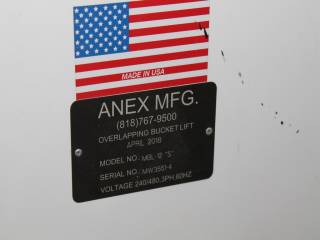 MADE IN USA
ANEX MFG.
(818)767-9500
OVERLAPPING BUCKET LIFT
APRIL 2018
MODEL NO. MBL 12 "S"
SERIAL NO. MW3551-4
VOLTAGE 240/480.3PH.60HZ